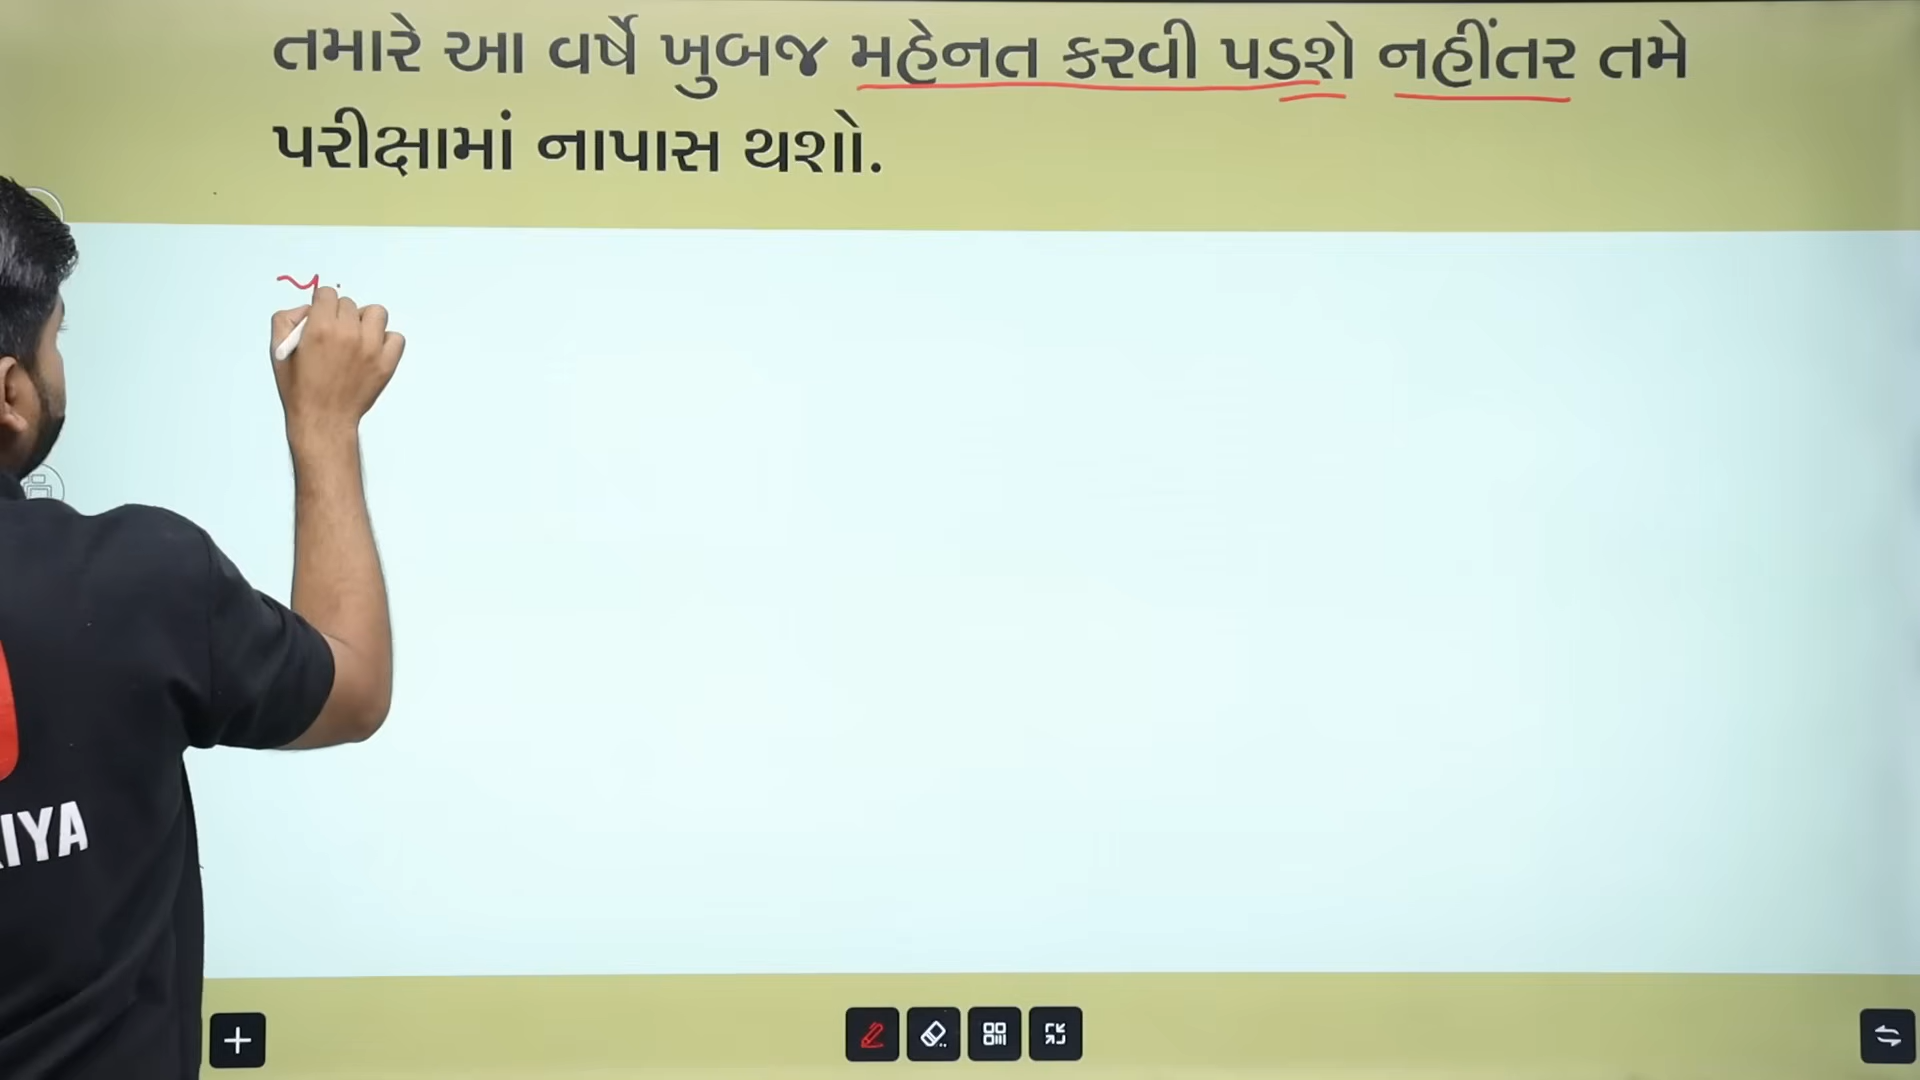 તમારે આ વર્ષે ખુબજ મહેનત કરવી પડશે નહીંતર તમે
પરીક્ષામાં નાપાસ થશો.
IYA